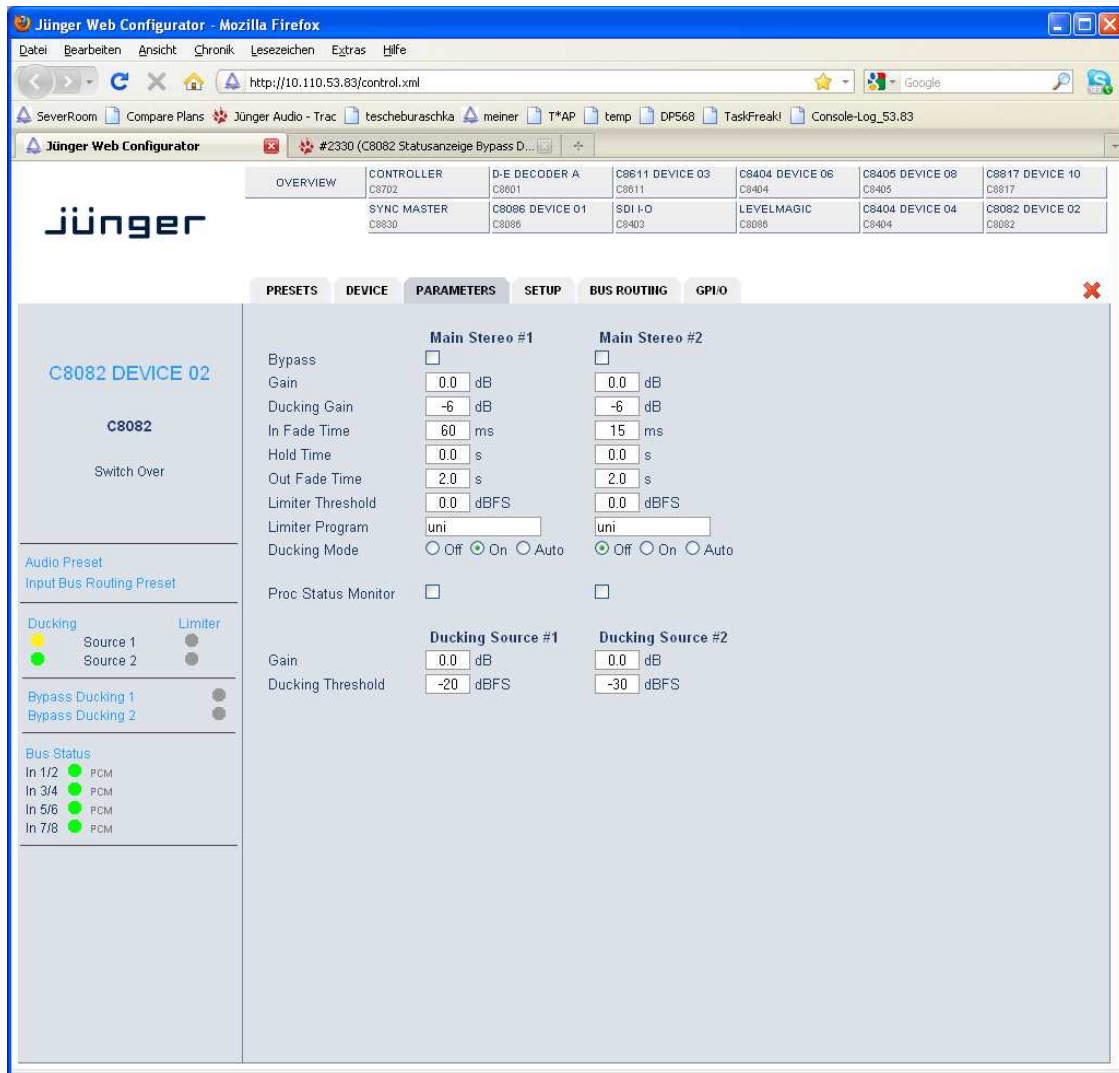 Jünger Web Configurator - Mozilla Firefox
Datei Bearbeiten Ansicht Chronik Lesezeichen Extras Hilfe
http://10.110.53.83/control.xml
Google
SeverRoom Compare Plans Jünger Audio - Trac tescheburaschka meiner T*AP temp DP568 TaskFreak! Console-Log_53.83
Jünger Web Configurator #2330 (C8082 Statusanzeige Bypass D...
OVERVIEW CONTROLLER D-E DECODER A C8611 DEVICE 03 C8404 DEVICE 06 C8405 DEVICE 08 C8817 DEVICE 10
C8702 C8601 C8611 C8404 C8405 C8817
SYNC MASTER C8086 DEVICE 01 SDI I-O LEVELMAGIC C8404 DEVICE 04 C8082 DEVICE 02
C8830 C8086 C8403 C8086 C8404 C8082
jünger
PRESETS DEVICE PARAMETERS SETUP BUS ROUTING GPI/O
C8082 DEVICE 02
C8082
Switch Over
Audio Preset
Input Bus Routing Preset
Ducking Limiter
Source 1
Source 2
Bypass Ducking 1
Bypass Ducking 2
Bus Status
In 1/2 PCM
In 3/4 PCM
In 5/6 PCM
In 7/8 PCM
Main Stereo #1 Main Stereo #2
Bypass
Gain 0.0 dB 0.0 dB
Ducking Gain -6 dB -6 dB
In Fade Time 60 ms 15 ms
Hold Time 0.0 s 0.0 s
Out Fade Time 2.0 s 2.0 s
Limiter Threshold 0.0 dBFS 0.0 dBFS
Limiter Program uni uni
Ducking Mode Off On Auto Off On Auto
Proc Status Monitor
Ducking Source #1 Ducking Source #2
Gain 0.0 dB 0.0 dB
Ducking Threshold -20 dBFS -30 dBFS